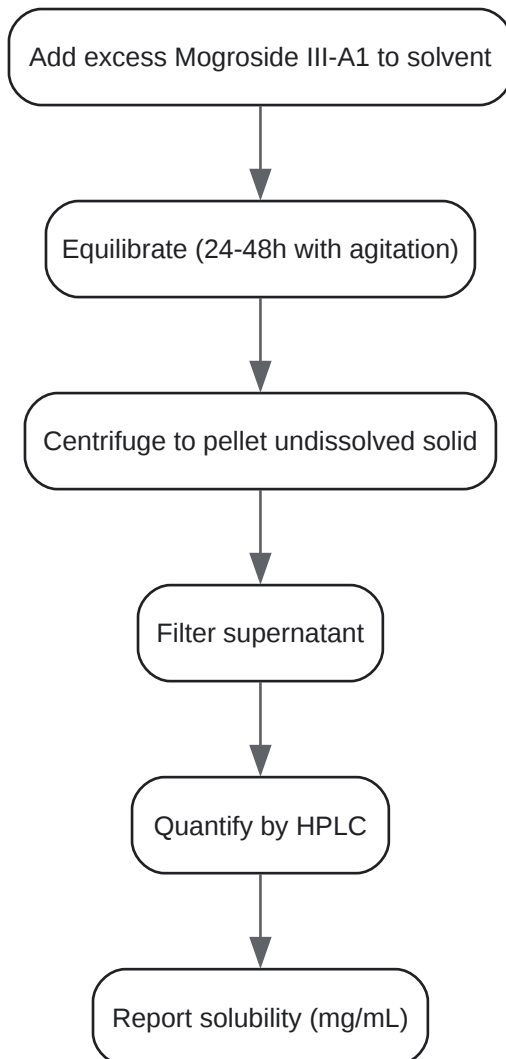 Add excess Mogroside III-A1 to solvent
Equilibrate (24-48h with agitation)
Centrifuge to pellet undissolved solid
Filter supernatant
Quantify by HPLC
Report solubility (mg/mL)